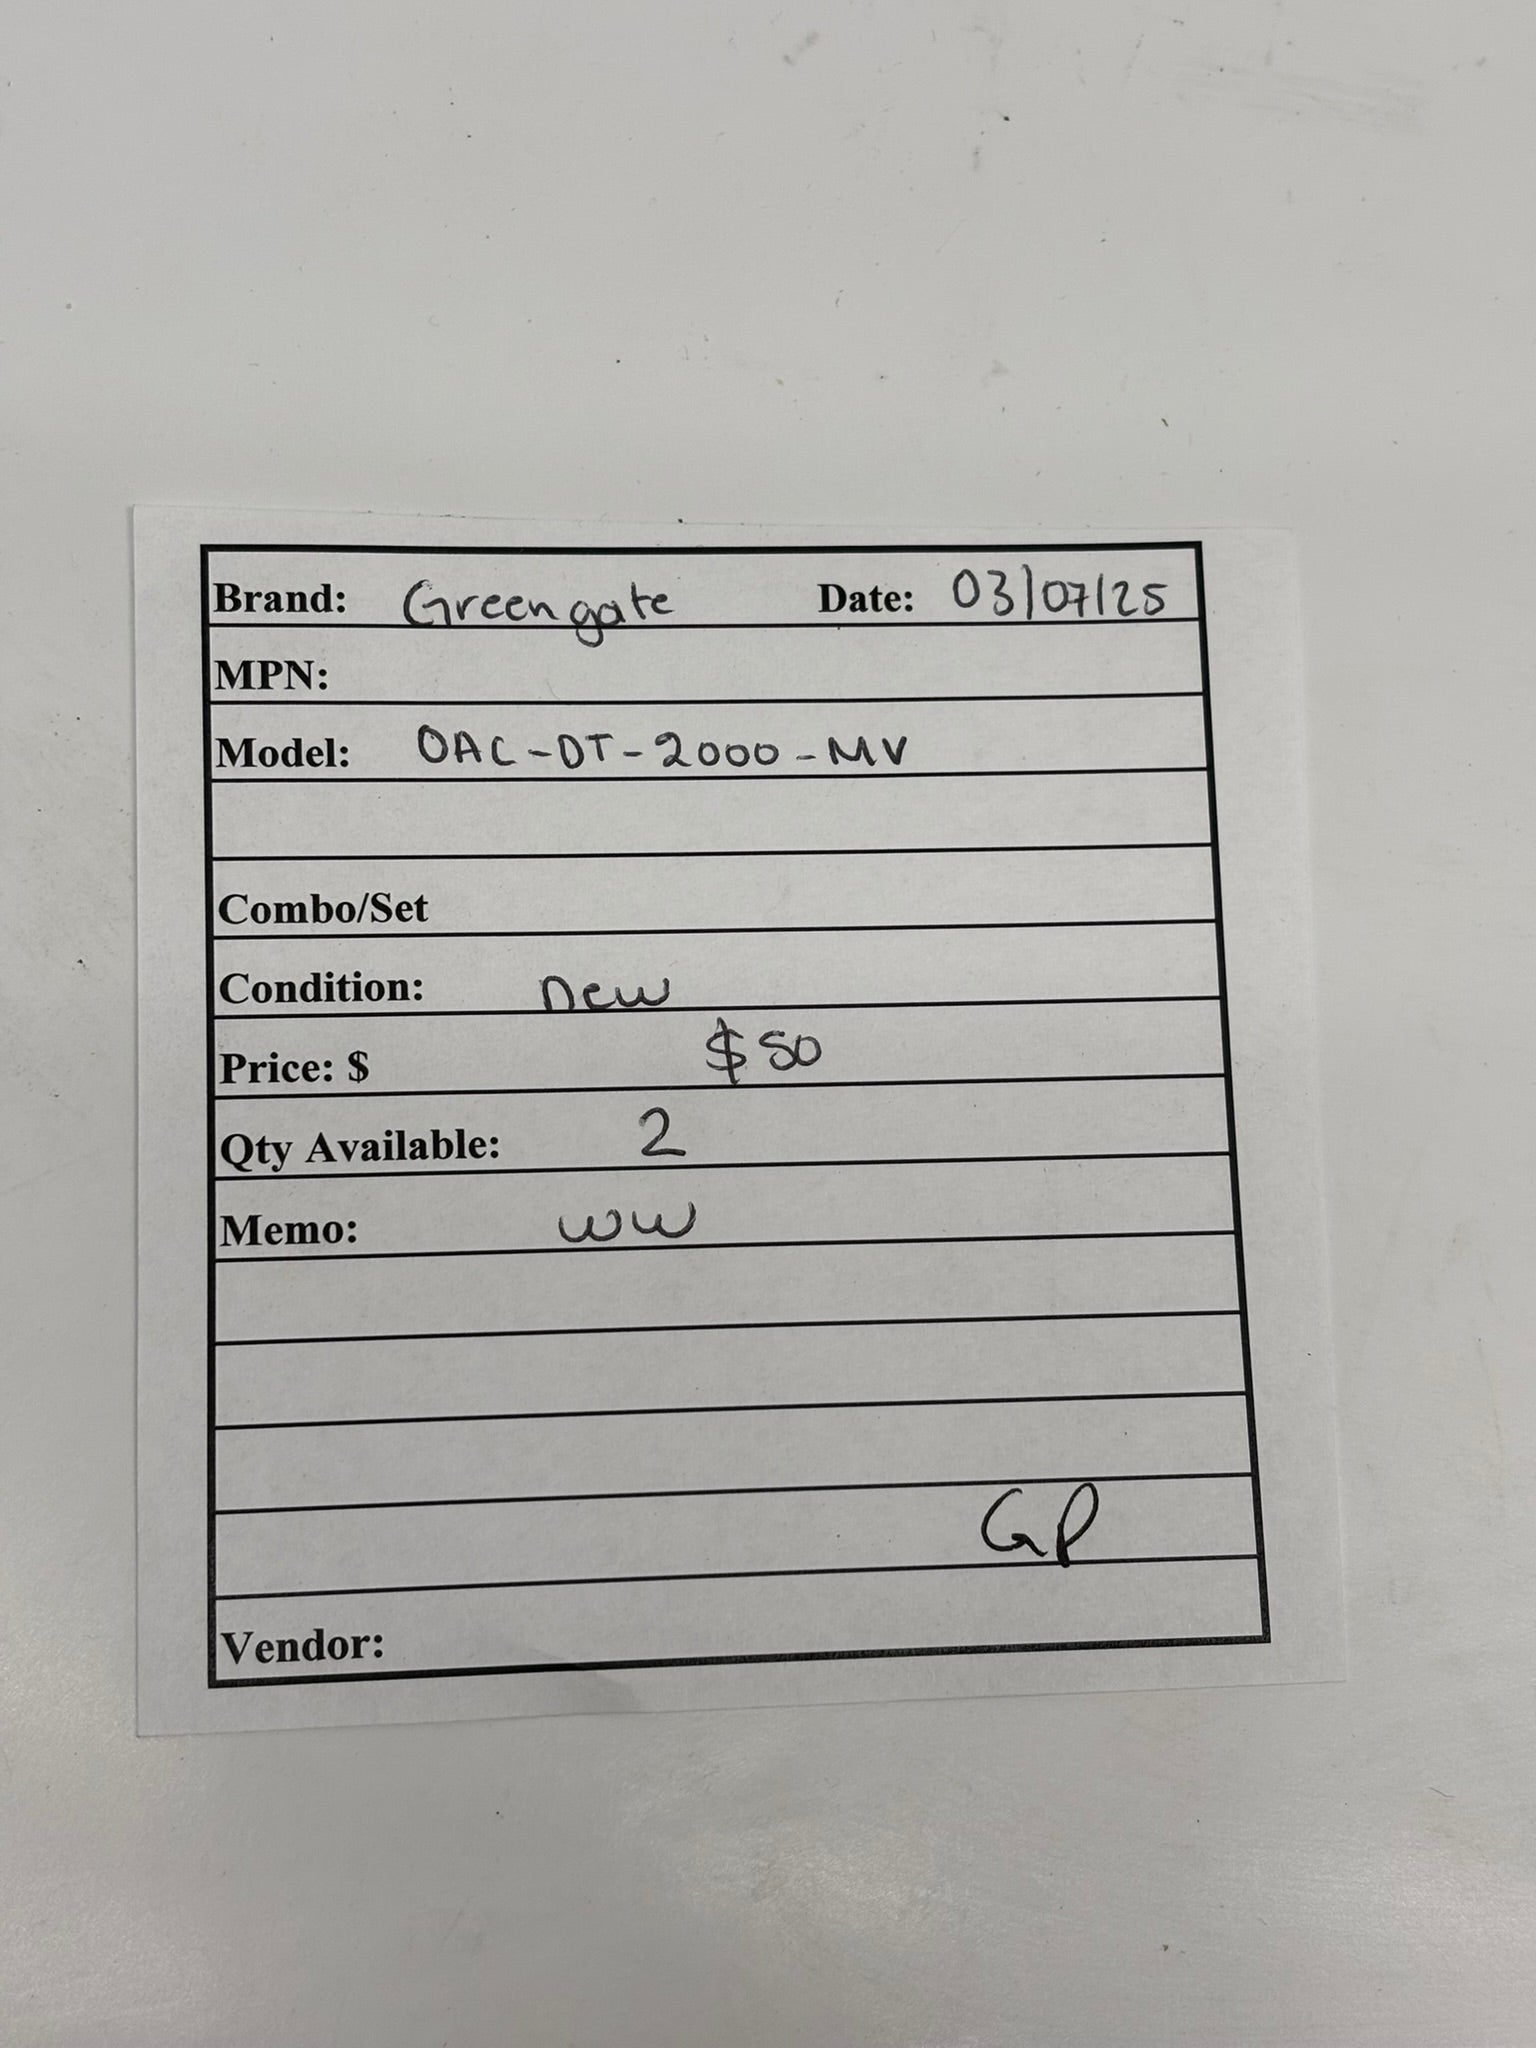 Brand: Greengate Date: 03/07/25
MPN:
Model: OAC-DT-2000-MV
Combo/Set
Condition: new
Price: $ $50
Qty Available: 2
Memo: ww
GP
Vendor: